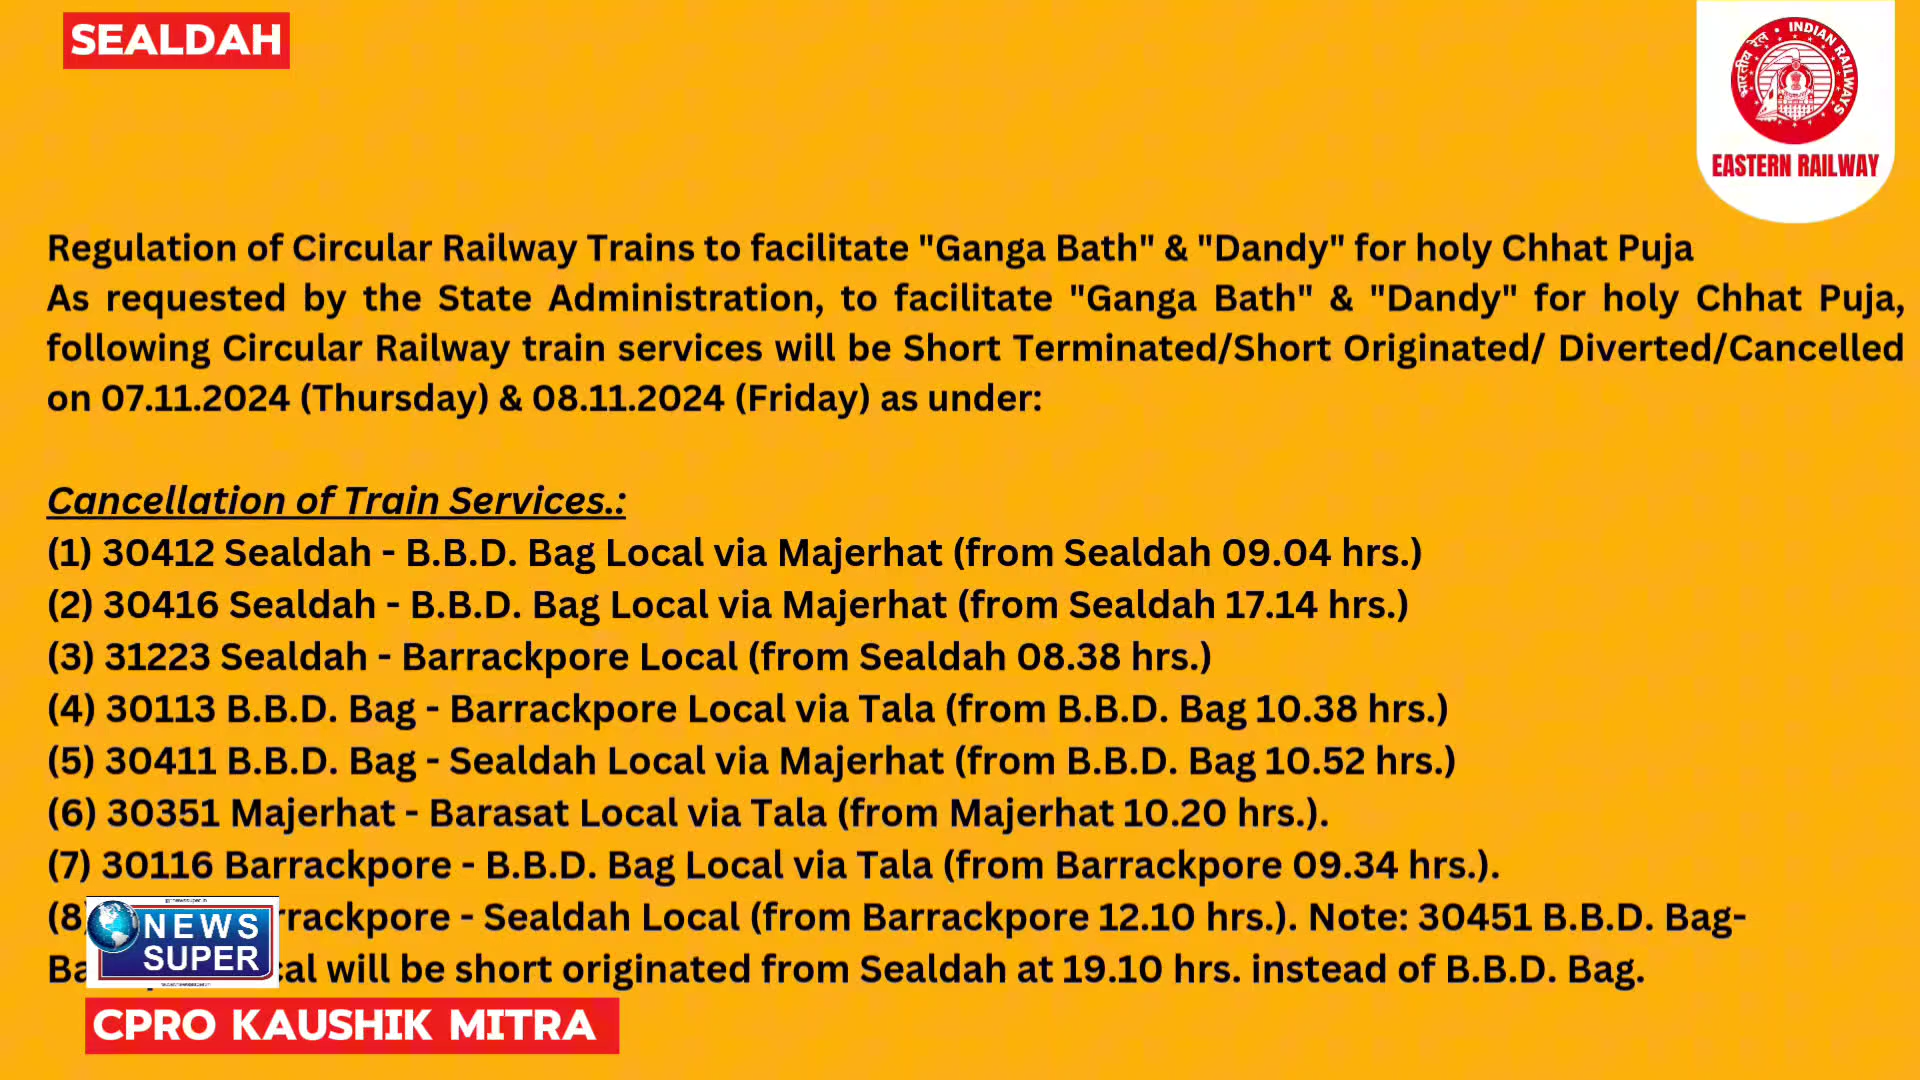 SEALDAH
भारतीय रेल • INDIAN RAILWAYS
EASTERN RAILWAY
Regulation of Circular Railway Trains to facilitate "Ganga Bath" & "Dandy" for holy Chhat Puja
As requested by the State Administration, to facilitate "Ganga Bath" & "Dandy" for holy Chhat Puja,
following Circular Railway train services will be Short Terminated/Short Originated/ Diverted/Cancelled
on 07.11.2024 (Thursday) & 08.11.2024 (Friday) as under:
Cancellation of Train Services.:
(1) 30412 Sealdah - B.B.D. Bag Local via Majerhat (from Sealdah 09.04 hrs.)
(2) 30416 Sealdah - B.B.D. Bag Local via Majerhat (from Sealdah 17.14 hrs.)
(3) 31223 Sealdah - Barrackpore Local (from Sealdah 08.38 hrs.)
(4) 30113 B.B.D. Bag - Barrackpore Local via Tala (from B.B.D. Bag 10.38 hrs.)
(5) 30411 B.B.D. Bag - Sealdah Local via Majerhat (from B.B.D. Bag 10.52 hrs.)
(6) 30351 Majerhat - Barasat Local via Tala (from Majerhat 10.20 hrs.).
(7) 30116 Barrackpore - B.B.D. Bag Local via Tala (from Barrackpore 09.34 hrs.).
(8) - Sealdah Local (from Barrackpore 12.10 hrs.). Note: 30451 B.B.D. Bag-
will be short originated from Sealdah at 19.10 hrs. instead of B.B.D. Bag.
NEWS
SUPER
CPRO KAUSHIK MITRA